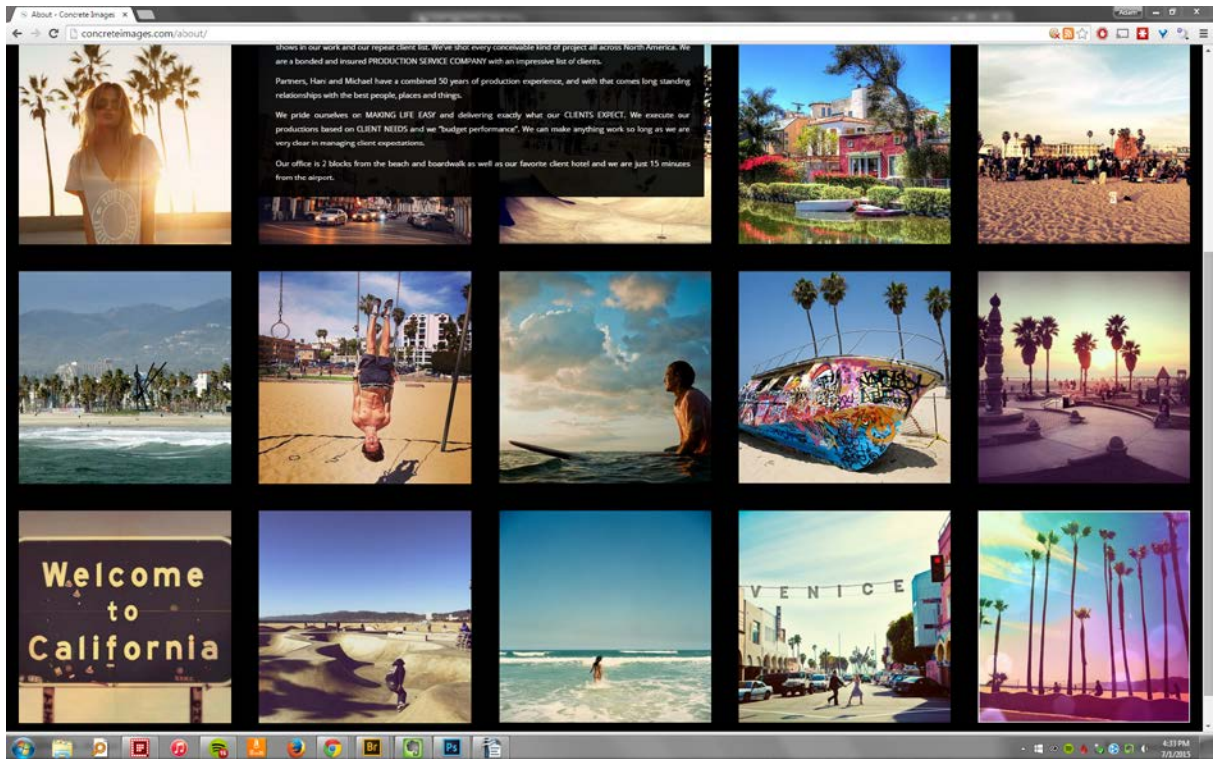 About - Concrete Images
Adam
concreteimages.com/about/
shows in our work and our repeat client list. We've shot every conceivable kind of project all across North America. We
are a bonded and insured PRODUCTION SERVICE COMPANY with an impressive list of clients.
Partners, Hani and Michael have a combined 50 years of production experience, and with that comes long standing
relationships with the best people, places and things.
We pride ourselves on MAKING LIFE EASY and delivering exactly what our CLIENTS EXPECT. We execute our
productions based on CLIENT NEEDS and we "budget performance". We can make anything work so long as we are
very clear in managing client expectations.
Our office is 2 blocks from the beach and boardwalk as well as our favorite client hotel and we are just 15 minutes
from the airport.
Welcome
to
California
VENICE
Br
Ps
4:33 PM
7/1/2015